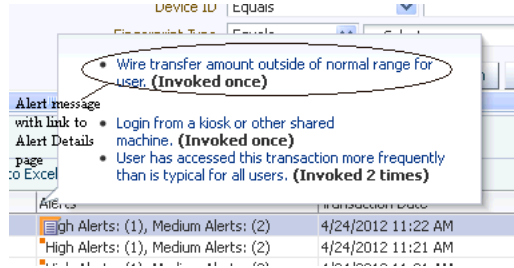 Device ID Equals
Equals
Wire transfer amount outside of normal range for
user. (Invoked once)
Alert message
with link to
Alert Details
page
Login from a kiosk or other shared
machine. (Invoked once)
User has accessed this transaction more frequently
than is typical for all users. (Invoked 2 times)
to Excel
Alerts Transaction Date
High Alerts: (1), Medium Alerts: (2) 4/24/2012 11:22 AM
High Alerts: (1), Medium Alerts: (2) 4/24/2012 11:21 AM